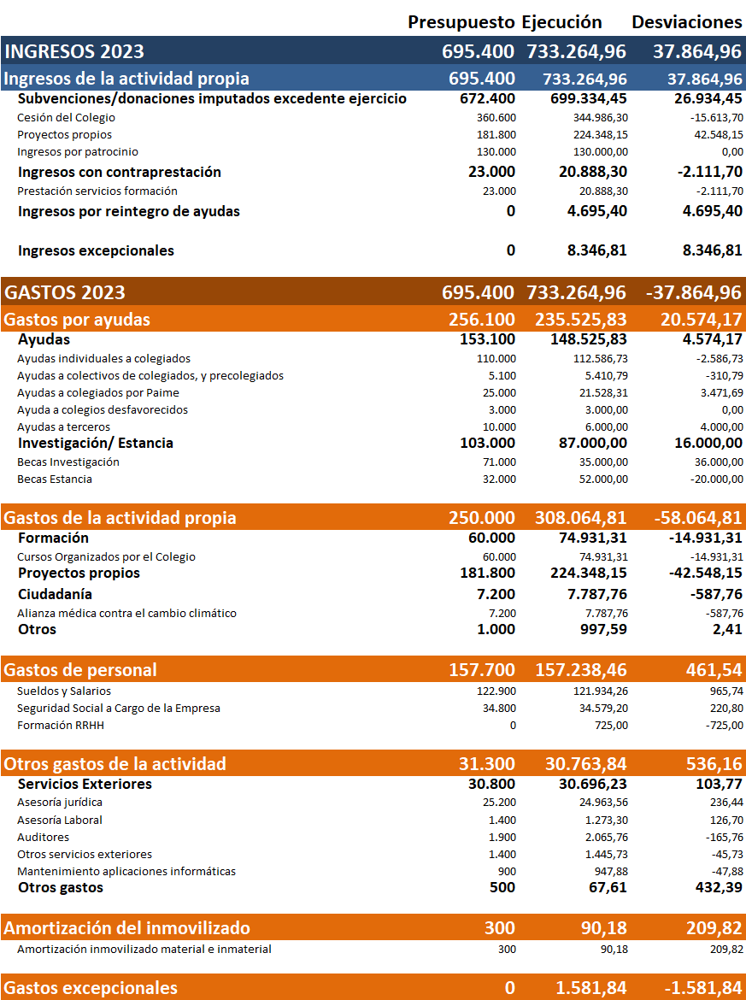 Presupuesto Ejecución Desviaciones
INGRESOS 2023 695.400 733.264,96 37.864,96
Ingresos de la actividad propia 695.400 733.264,96 37.864,96
Subvenciones/donaciones imputados excedente ejercicio 672.400 699.334,45 26.934,45
Cesión del Colegio 360.600 344.986,30 -15.613,70
Proyectos propios 181.800 224.348,15 42.548,15
Ingresos por patrocinio 130.000 130.000,00 0,00
Ingresos con contraprestación 23.000 20.888,30 -2.111,70
Prestación servicios formación 23.000 20.888,30 -2.111,70
Ingresos por reintegro de ayudas 0 4.695,40 4.695,40
Ingresos excepcionales 0 8.346,81 8.346,81
GASTOS 2023 695.400 733.264,96 -37.864,96
Gastos por ayudas 256.100 235.525,83 20.574,17
Ayudas 153.100 148.525,83 4.574,17
Ayudas individuales a colegiados 110.000 112.586,73 -2.586,73
Ayudas a colectivos de colegiados, y precolegiados 5.100 5.410,79 -310,79
Ayudas a colegiados por Paime 25.000 21.528,31 3.471,69
Ayuda a colegios desfavorecidos 3.000 3.000,00 0,00
Ayudas a terceros 10.000 6.000,00 4.000,00
Investigación/ Estancia 103.000 87.000,00 16.000,00
Becas Investigación 71.000 35.000,00 36.000,00
Becas Estancia 32.000 52.000,00 -20.000,00
Gastos de la actividad propia 250.000 308.064,81 -58.064,81
Formación 60.000 74.931,31 -14.931,31
Cursos Organizados por el Colegio 60.000 74.931,31 -14.931,31
Proyectos propios 181.800 224.348,15 -42.548,15
Ciudadanía 7.200 7.787,76 -587,76
Alianza médica contra el cambio climático 7.200 7.787,76 -587,76
Otros 1.000 997,59 2,41
Gastos de personal 157.700 157.238,46 461,54
Sueldos y Salarios 122.900 121.934,26 965,74
Seguridad Social a Cargo de la Empresa 34.800 34.579,20 220,80
Formación RRHH 0 725,00 -725,00
Otros gastos de la actividad 31.300 30.763,84 536,16
Servicios Exteriores 30.800 30.696,23 103,77
Asesoría jurídica 25.200 24.963,56 236,44
Asesoría Laboral 1.400 1.273,30 126,70
Auditores 1.900 2.065,76 -165,76
Otros servicios exteriores 1.400 1.445,73 -45,73
Mantenimiento aplicaciones informáticas 900 947,88 -47,88
Otros gastos 500 67,61 432,39
Amortización del inmovilizado 300 90,18 209,82
Amortización inmovilizado material e inmaterial 300 90,18 209,82
Gastos excepcionales 0 1.581,84 -1.581,84